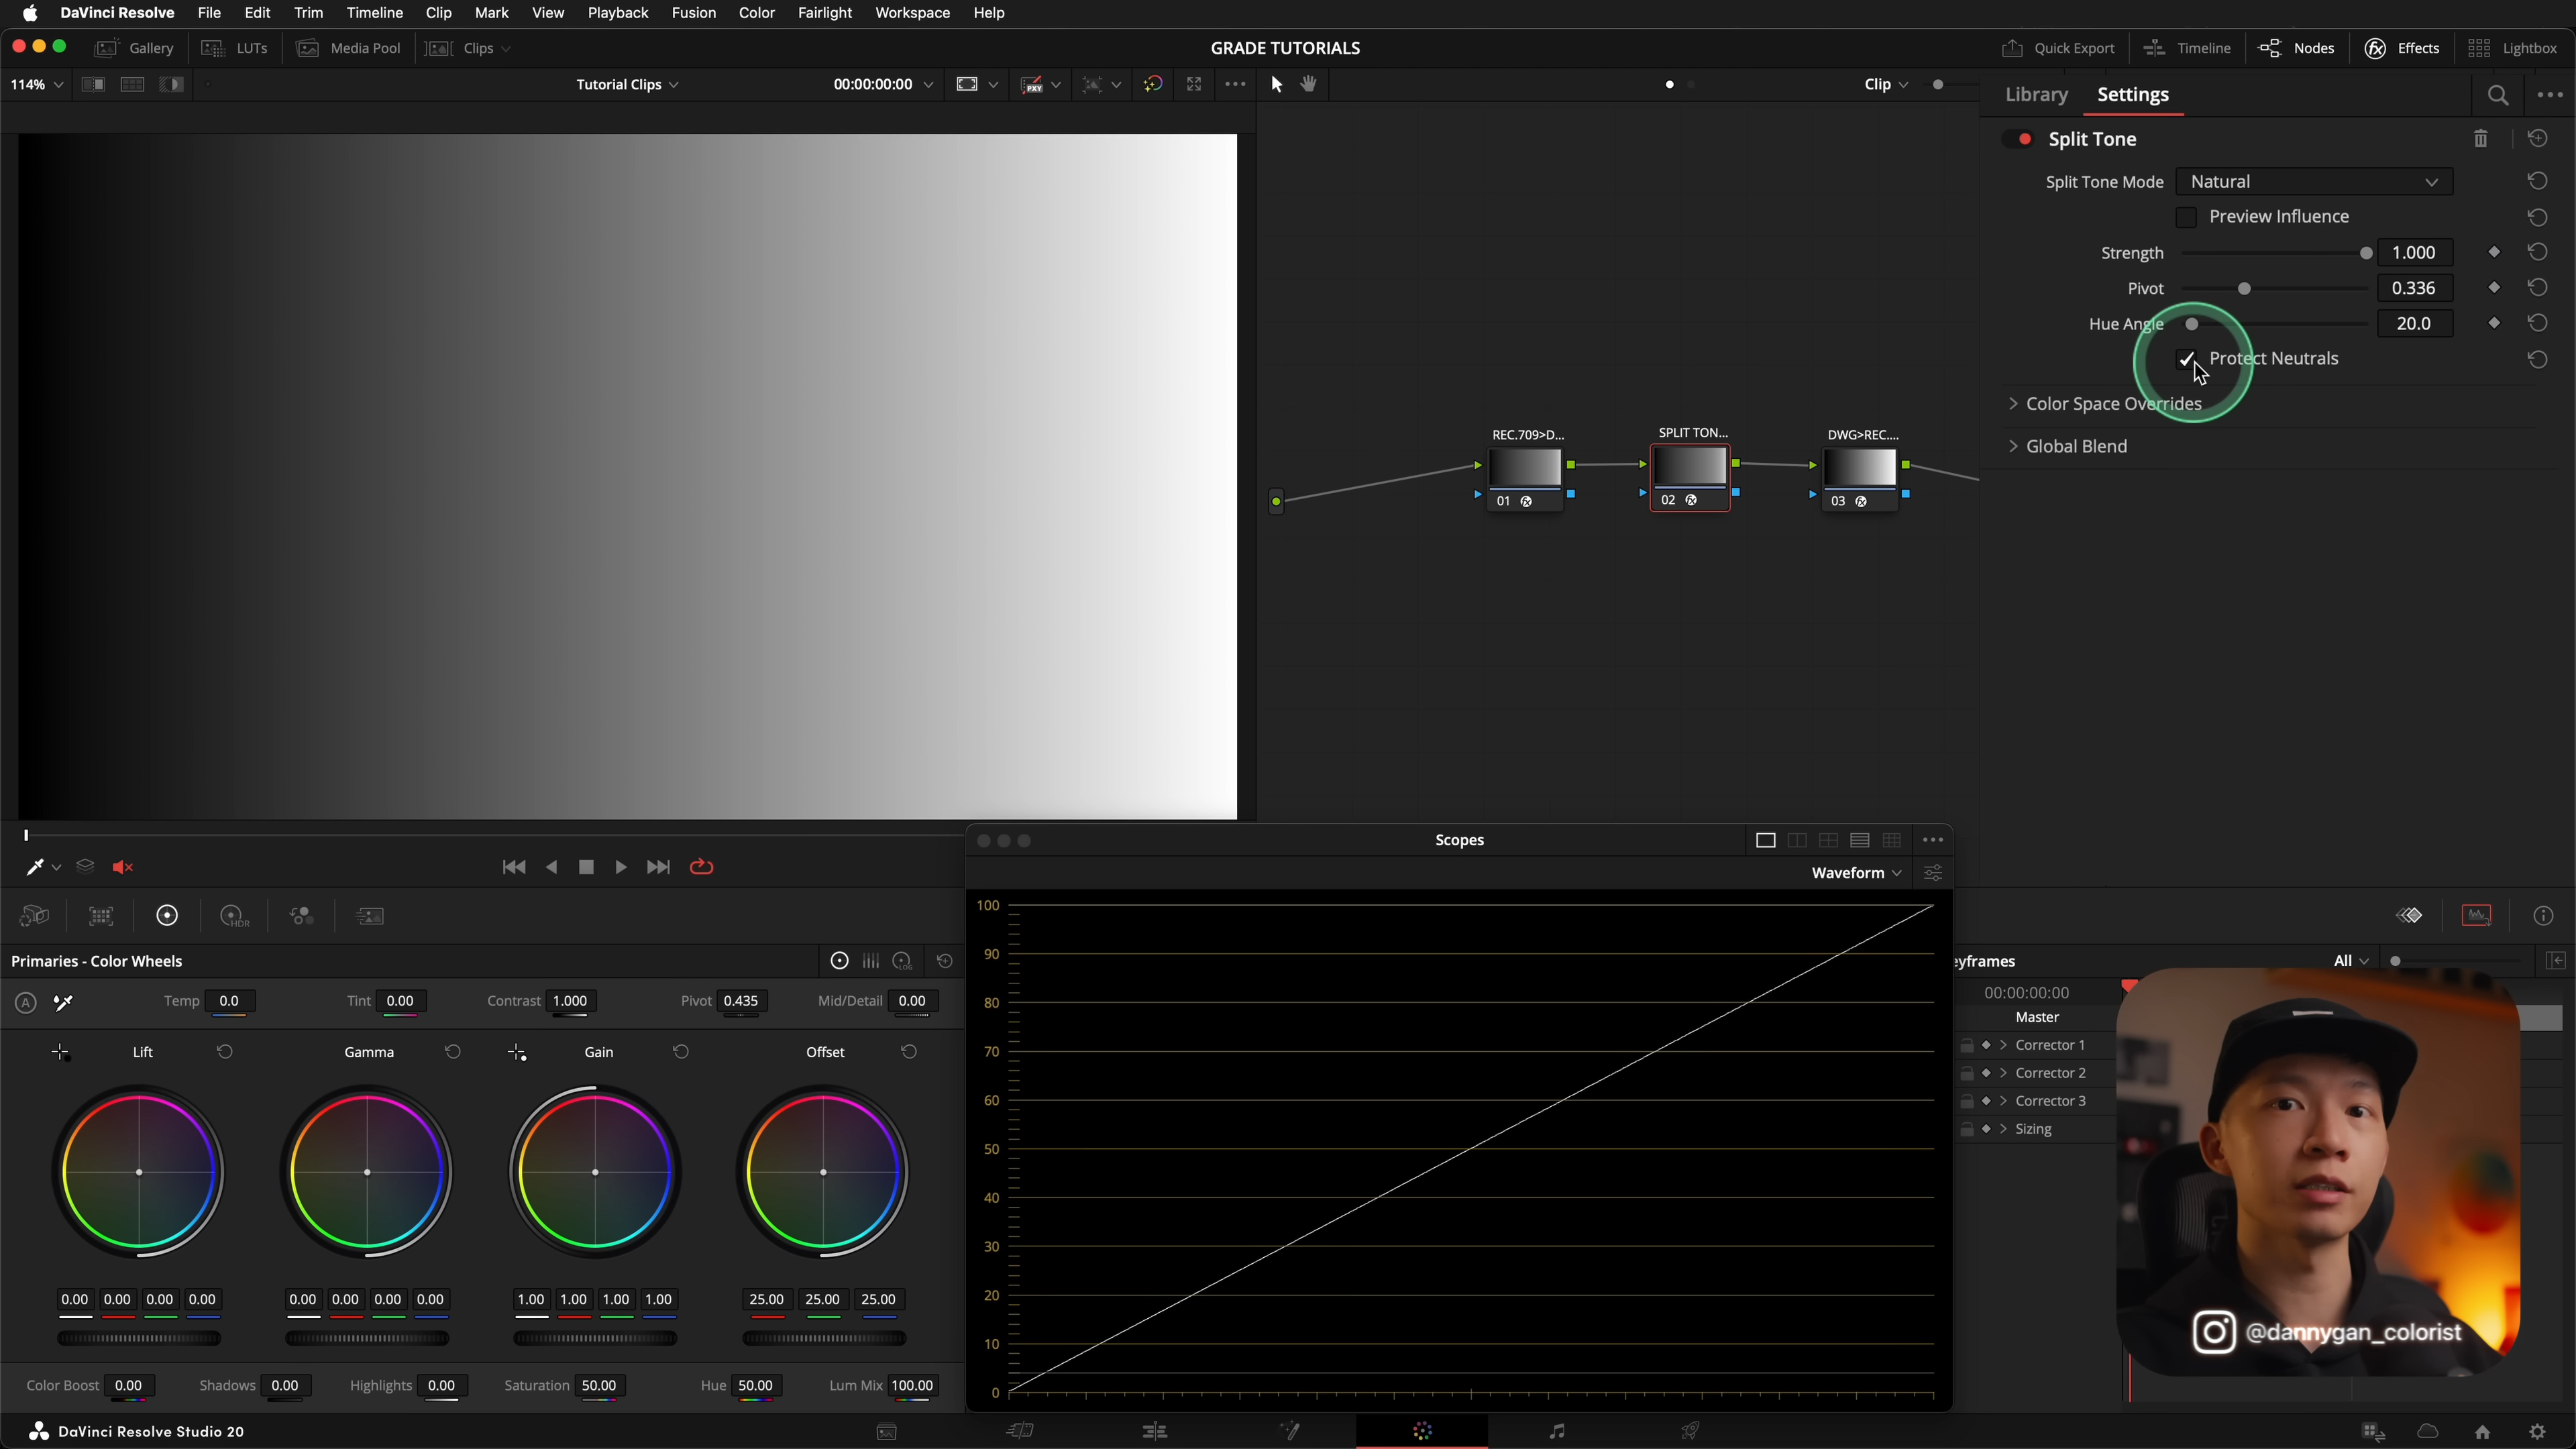 DaVinci Resolve File Edit Trim Timeline Clip Mark View Playback Fusion Color Fairlight Workspace Help
Gallery LUTs Media Pool Clips GRADE TUTORIALS Quick Export Timeline Nodes Effects Lightbox
114% Tutorial Clips 00:00:00:00 PXY Clip
Library Settings
Split Tone
Split Tone Mode Natural
Preview Influence
Strength 1.000
Pivot 0.336
Hue Angle 20.0
Protect Neutrals
Color Space Overrides
Global Blend
REC.709>D... SPLIT TON... DWG>REC....
01 02 03
Scopes
Waveform
100
90
80
70
60
50
40
30
20
10
0
HDR
Primaries - Color Wheels LOG
A Temp 0.0 Tint 0.00 Contrast 1.000 Pivot 0.435 Mid/Detail 0.00
Lift Gamma Gain Offset
0.00 0.00 0.00 0.00 0.00 0.00 0.00 0.00 1.00 1.00 1.00 1.00 25.00 25.00 25.00
Color Boost 0.00 Shadows 0.00 Highlights 0.00 Saturation 50.00 Hue 50.00 Lum Mix 100.00
eyframes All
00:00:00:00
Master
Corrector 1
Corrector 2
Corrector 3
Sizing
@dannygan_colorist
DaVinci Resolve Studio 20